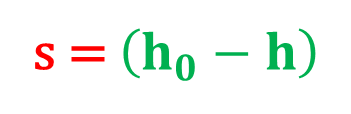 s = (h₀ − h)